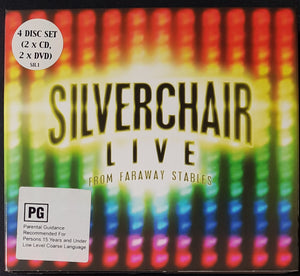 4 DISC SET
(2 x CD,
2 x DVD)
SIL1
SILVERCHAIR
LIVE
FROM FARAWAY STABLES
PG
Parental Guidance
Recommended For
Persons 15 Years and Under
Low Level Coarse Language